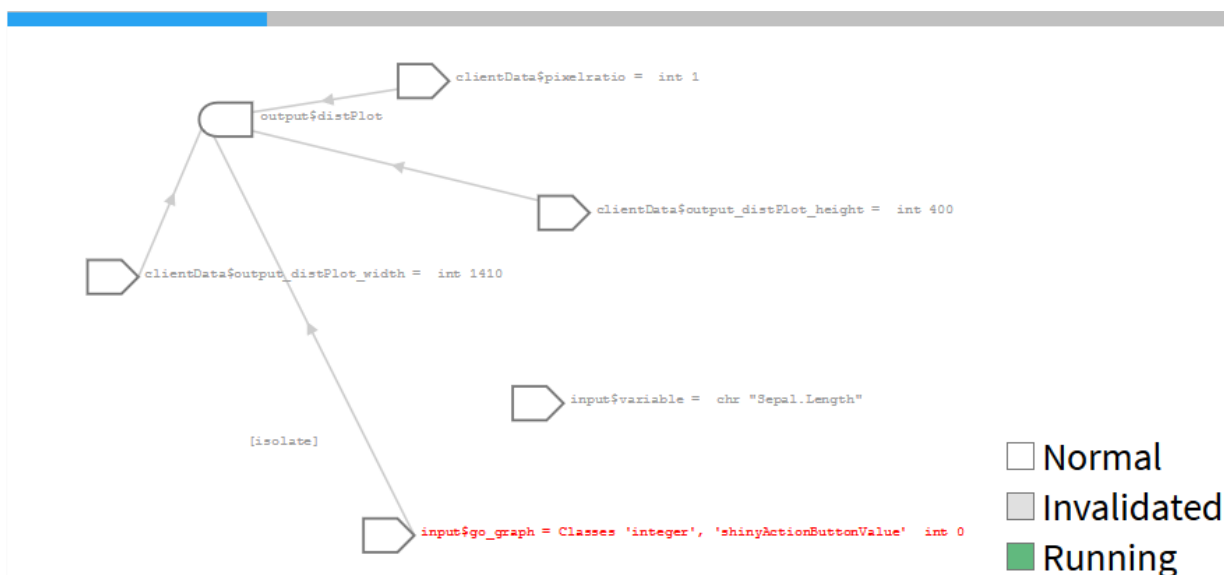 clientData$pixelratio =  int 1
output$distPlot
clientData$output_distPlot_height =  int 400
clientData$output_distPlot_width =  int 1410
input$variable =  chr "Sepal.Length"
[isolate]
input$go_graph = Classes 'integer', 'shinyActionButtonValue'  int 0
Normal
Invalidated
Running